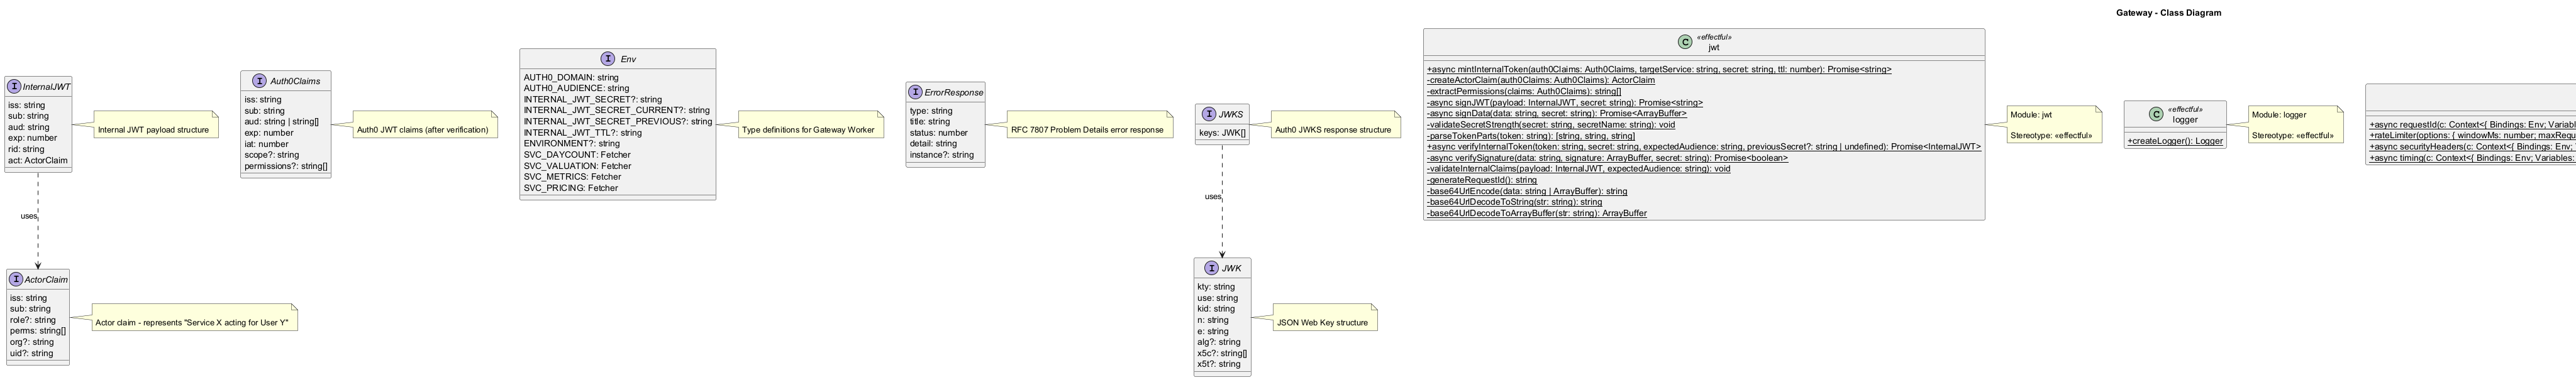 Gateway - Class Diagram
I InternalJWT
iss: string
sub: string
aud: string
exp: number
rid: string
act: ActorClaim
Internal JWT payload structure
I Auth0Claims
iss: string
sub: string
aud: string | string[]
exp: number
iat: number
scope?: string
permissions?: string[]
Auth0 JWT claims (after verification)
I Env
AUTH0_DOMAIN: string
AUTH0_AUDIENCE: string
INTERNAL_JWT_SECRET?: string
INTERNAL_JWT_SECRET_CURRENT?: string
INTERNAL_JWT_SECRET_PREVIOUS?: string
INTERNAL_JWT_TTL?: string
ENVIRONMENT?: string
SVC_DAYCOUNT: Fetcher
SVC_VALUATION: Fetcher
SVC_METRICS: Fetcher
SVC_PRICING: Fetcher
Type definitions for Gateway Worker
I ErrorResponse
type: string
title: string
status: number
detail: string
instance?: string
RFC 7807 Problem Details error response
I JWKS
keys: JWK[]
Auth0 JWKS response structure
C «effectful»
jwt
+async mintInternalToken(auth0Claims: Auth0Claims, targetService: string, secret: string, ttl: number): Promise<string>
-createActorClaim(auth0Claims: Auth0Claims): ActorClaim
-extractPermissions(claims: Auth0Claims): string[]
-async signJWT(payload: InternalJWT, secret: string): Promise<string>
-async signData(data: string, secret: string): Promise<ArrayBuffer>
-validateSecretStrength(secret: string, secretName: string): void
-parseTokenParts(token: string): [string, string, string]
+async verifyInternalToken(token: string, secret: string, expectedAudience: string, previousSecret?: string | undefined): Promise<InternalJWT>
-async verifySignature(data: string, signature: ArrayBuffer, secret: string): Promise<boolean>
-validateInternalClaims(payload: InternalJWT, expectedAudience: string): void
-generateRequestId(): string
-base64UrlEncode(data: string | ArrayBuffer): string
-base64UrlDecodeToString(str: string): string
-base64UrlDecodeToArrayBuffer(str: string): ArrayBuffer
Module: jwt
Stereotype: «effectful»
C «effectful»
logger
+createLogger(): Logger
Module: logger
Stereotype: «effectful»
+async requestId(c: Context<{ Bindings: Env; Variabl
+rateLimiter(options: { windowMs: number; maxRequ
+async securityHeaders(c: Context<{ Bindings: Env;
+async timing(c: Context<{ Bindings: Env; Variables:
uses
uses
I ActorClaim
iss: string
sub: string
role?: string
perms: string[]
org?: string
uid?: string
Actor claim - represents "Service X acting for User Y"
I JWK
kty: string
use: string
kid: string
n: string
e: string
alg?: string
x5c?: string[]
x5t?: string
JSON Web Key structure